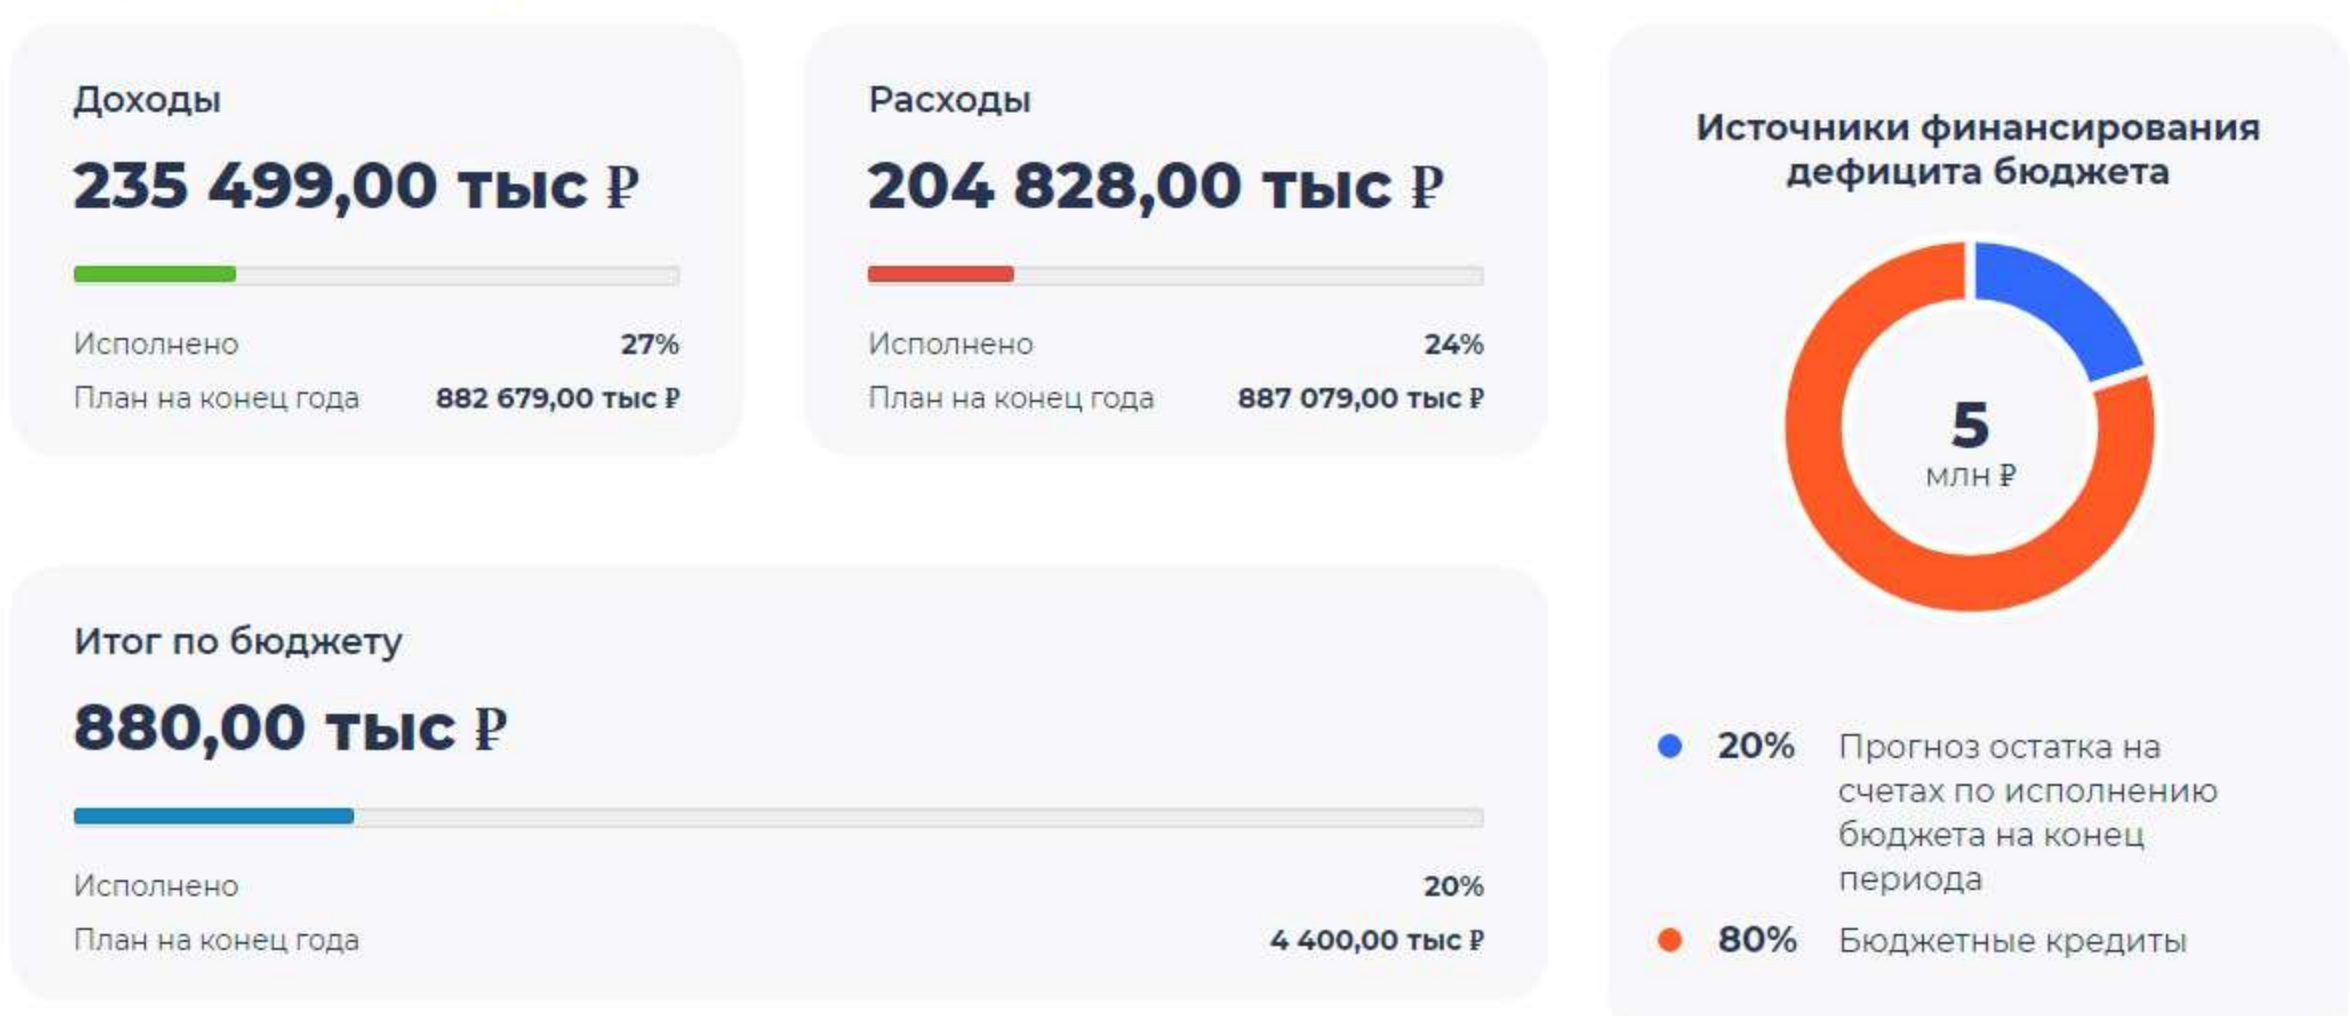 Доходы
235 499,00 тыс ₽
Исполнено 27%
План на конец года 882 679,00 тыс ₽
Расходы
204 828,00 тыс ₽
Исполнено 24%
План на конец года 887 079,00 тыс ₽
Итог по бюджету
880,00 тыс ₽
Исполнено 20%
План на конец года 4 400,00 тыс ₽
Источники финансирования
дефицита бюджета
5
млн ₽
20% Прогноз остатка на
счетах по исполнению
бюджета на конец
периода
80% Бюджетные кредиты